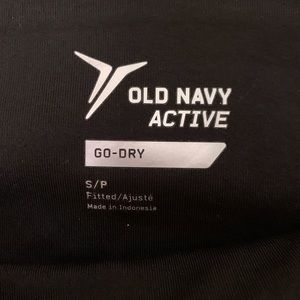 OLD NAVY
ACTIVE
GO-DRY
S/P
Fitted/Ajusté
Made in Indonesia